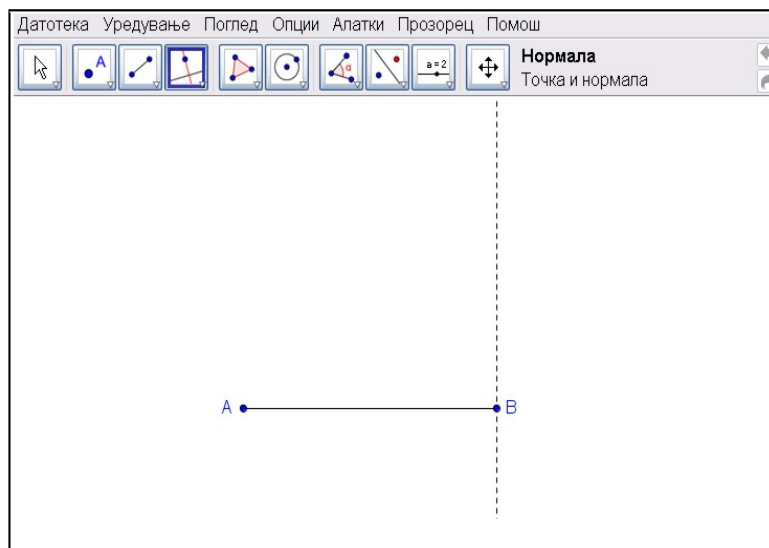 Датотека Уредување Поглед Опции Алатки Прозорец Помош
A α a = 2
Нормала
Точка и нормала
A B